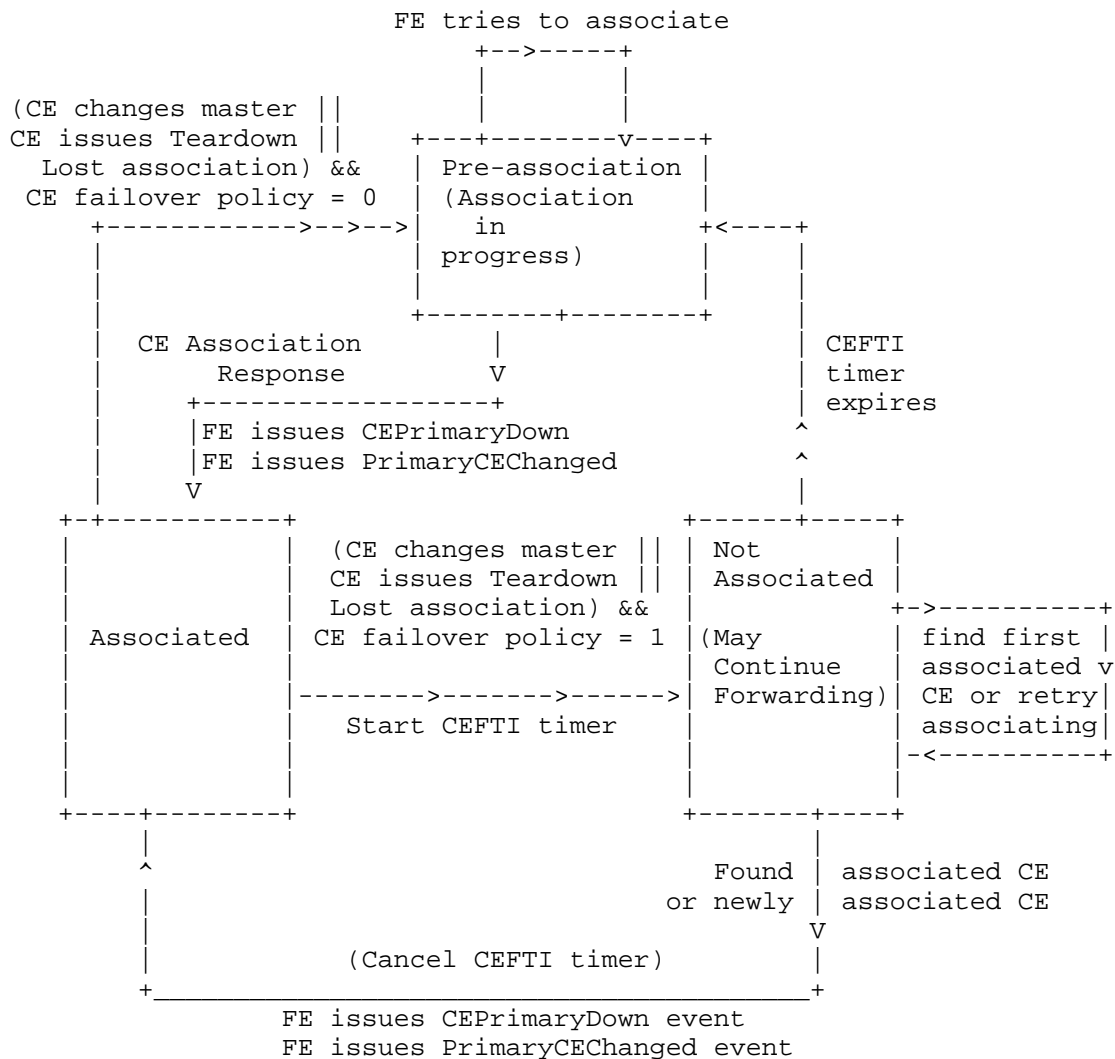 FE tries to associate
(CE changes master ||
CE issues Teardown ||
Lost association) &&
CE failover policy = 0
Pre-association
(Association
in
progress)
CE Association
Response
CEFTI
timer
expires
FE issues CEPrimaryDown
FE issues PrimaryCEChanged
Associated
(CE changes master ||
CE issues Teardown ||
Lost association) &&
CE failover policy = 1
Start CEFTI timer
Not
Associated
(May
Continue
Forwarding)
find first
associated
CE or retry
associating
Found associated CE
or newly associated CE
(Cancel CEFTI timer)
FE issues CEPrimaryDown event
FE issues PrimaryCEChanged event